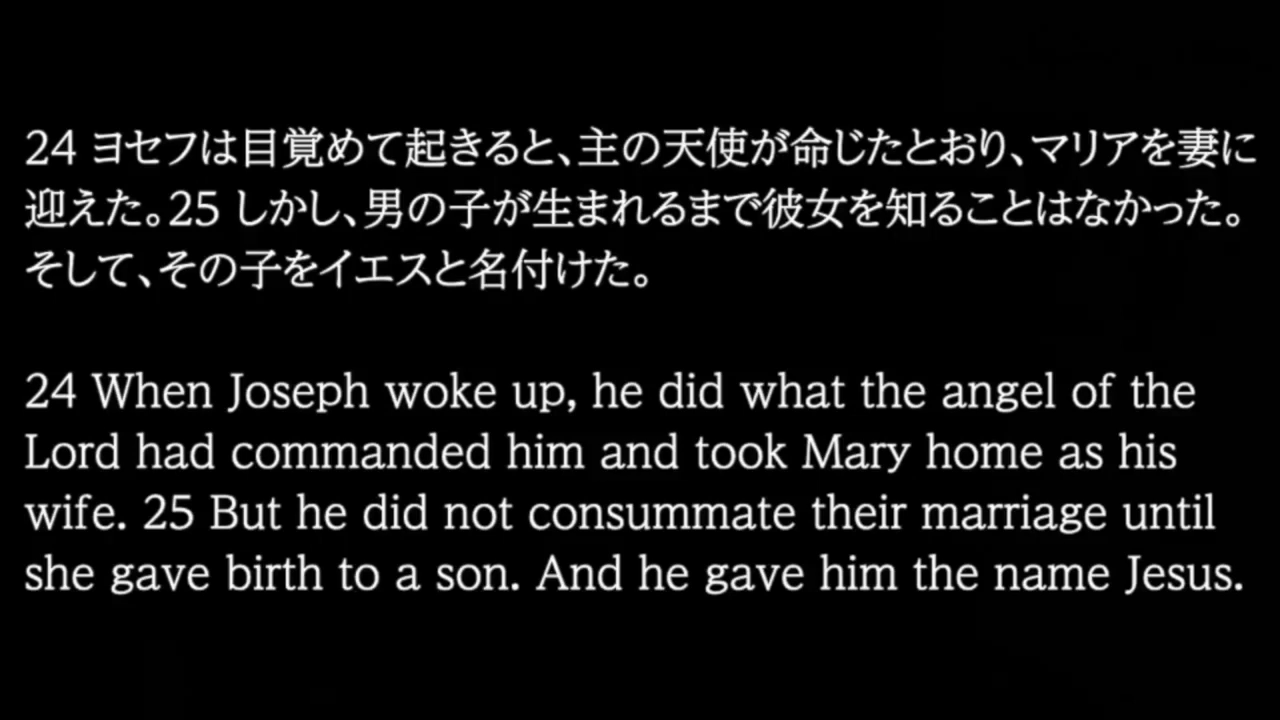 24 ヨセフは目覚めて起きると、主の天使が命じたとおり、マリアを妻に
迎えた。25 しかし、男の子が生まれるまで彼女を知ることはなかった。
そして、その子をイエスと名付けた。
24 When Joseph woke up, he did what the angel of the
Lord had commanded him and took Mary home as his
wife. 25 But he did not consummate their marriage until
she gave birth to a son. And he gave him the name Jesus.